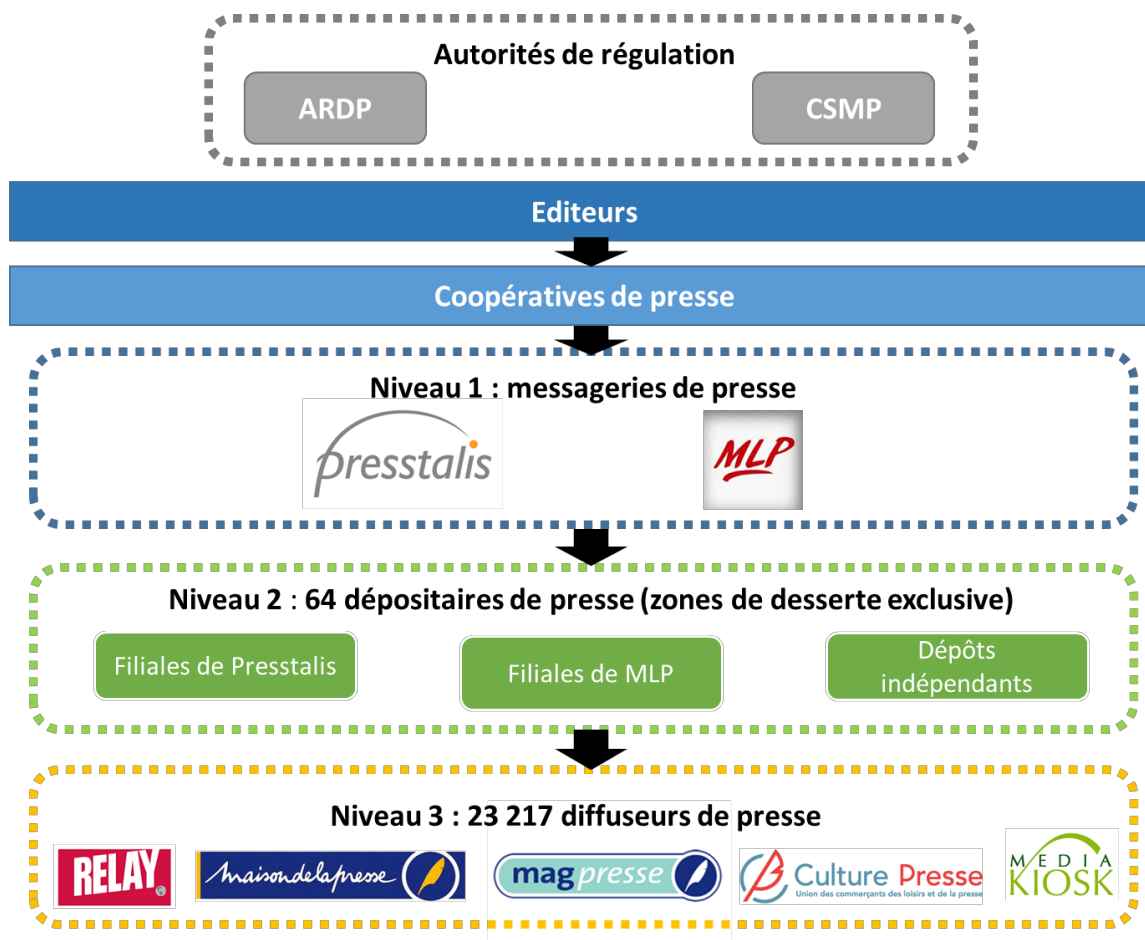 Autorités de régulation
ARDP
CSMP
Editeurs
Coopératives de presse
Niveau 1 : messageries de presse
presstalis
MLP
Niveau 2 : 64 dépositaires de presse (zones de desserte exclusive)
Filiales de Presstalis
Filiales de MLP
Dépôts
indépendants
Niveau 3 : 23 217 diffuseurs de presse
RELAY
maisondelapresse
magpresse
Culture Presse
Union des commerçants des loisirs et de la presse
MEDIA
KIOSK